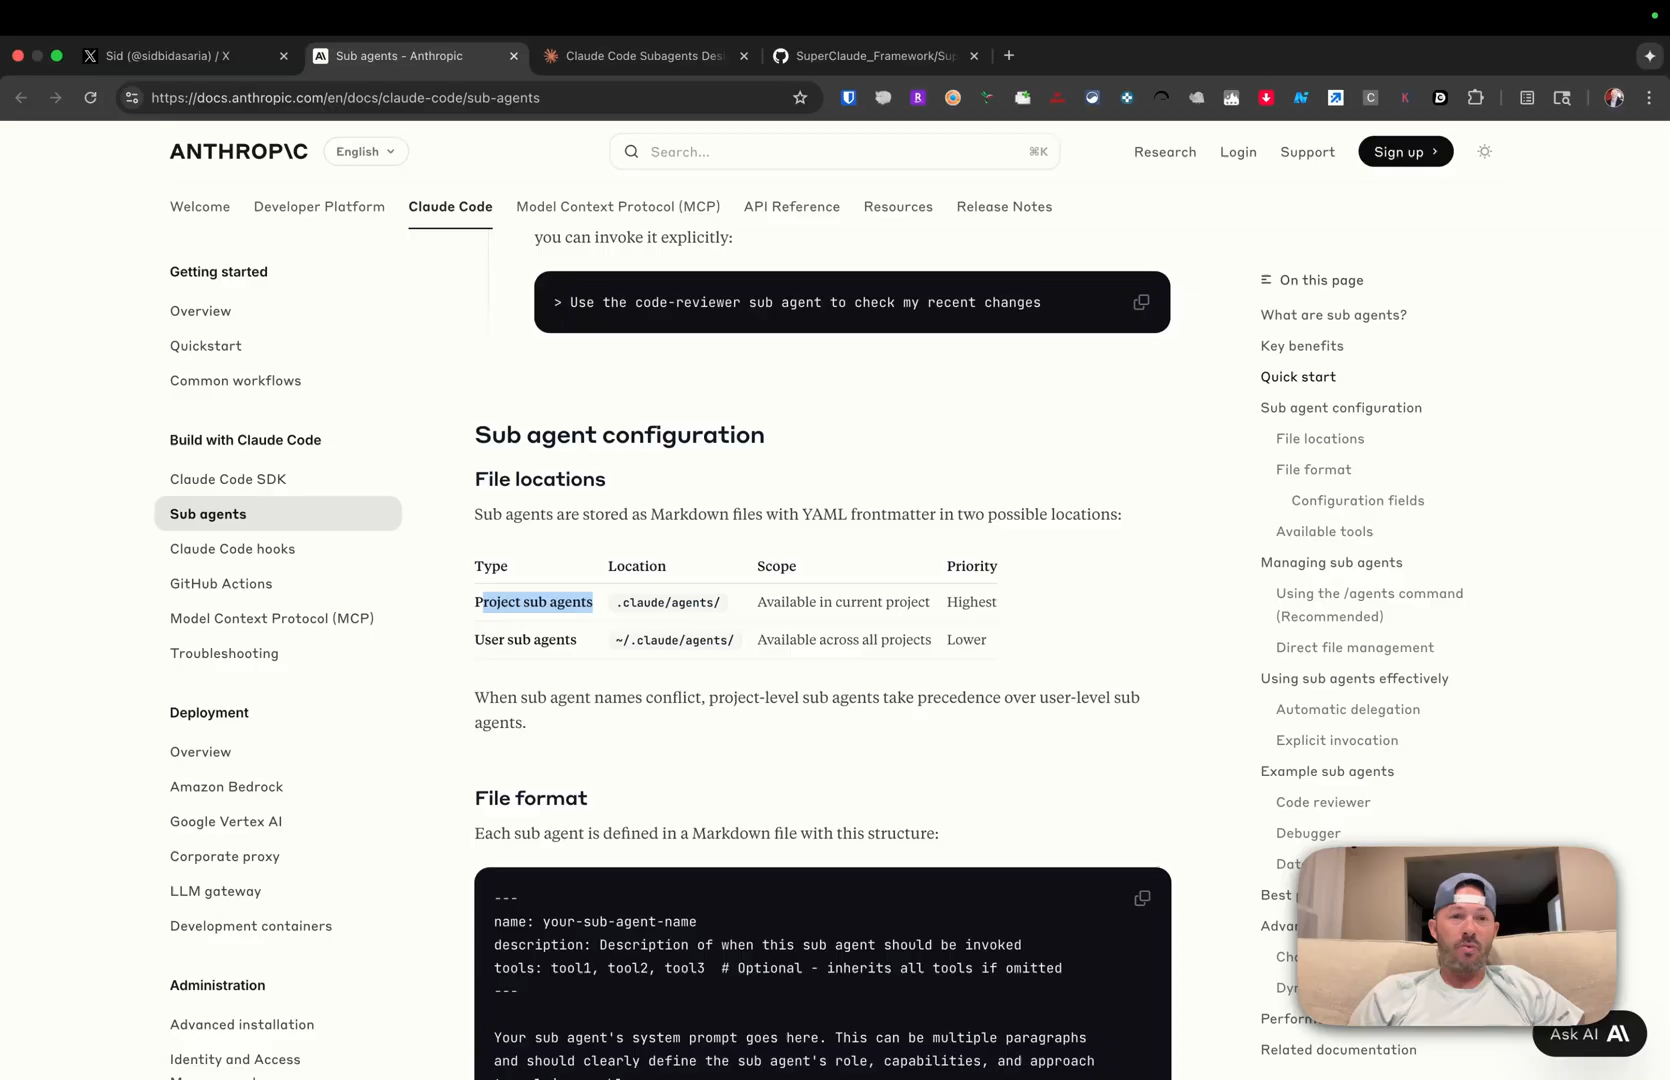 Sid (@sidbidasaria) / X
Sub agents - Anthropic
Claude Code Subagents Des
SuperClaude_Framework/Sup
https://docs.anthropic.com/en/docs/claude-code/sub-agents
ANTHROP\C
English
Search...
⌘K
Research
Login
Support
Sign up
Welcome
Developer Platform
Claude Code
Model Context Protocol (MCP)
API Reference
Resources
Release Notes
Getting started
Overview
Quickstart
Common workflows
Build with Claude Code
Claude Code SDK
Sub agents
Claude Code hooks
GitHub Actions
Model Context Protocol (MCP)
Troubleshooting
Deployment
Overview
Amazon Bedrock
Google Vertex AI
Corporate proxy
LLM gateway
Development containers
Administration
Advanced installation
Identity and Access
you can invoke it explicitly:
> Use the code-reviewer sub agent to check my recent changes
Sub agent configuration
File locations
Sub agents are stored as Markdown files with YAML frontmatter in two possible locations:
Type Location Scope Priority
Project sub agents .claude/agents/ Available in current project Highest
User sub agents ~/.claude/agents/ Available across all projects Lower
When sub agent names conflict, project-level sub agents take precedence over user-level sub
agents.
File format
Each sub agent is defined in a Markdown file with this structure:
---
name: your-sub-agent-name
description: Description of when this sub agent should be invoked
tools: tool1, tool2, tool3  # Optional - inherits all tools if omitted
---
Your sub agent's system prompt goes here. This can be multiple paragraphs
and should clearly define the sub agent's role, capabilities, and approach
On this page
What are sub agents?
Key benefits
Quick start
Sub agent configuration
File locations
File format
Configuration fields
Available tools
Managing sub agents
Using the /agents command
(Recommended)
Direct file management
Using sub agents effectively
Automatic delegation
Explicit invocation
Example sub agents
Code reviewer
Debugger
Dat
Best
Advan
Cha
Dyn
Perform
Related documentation
Ask AI